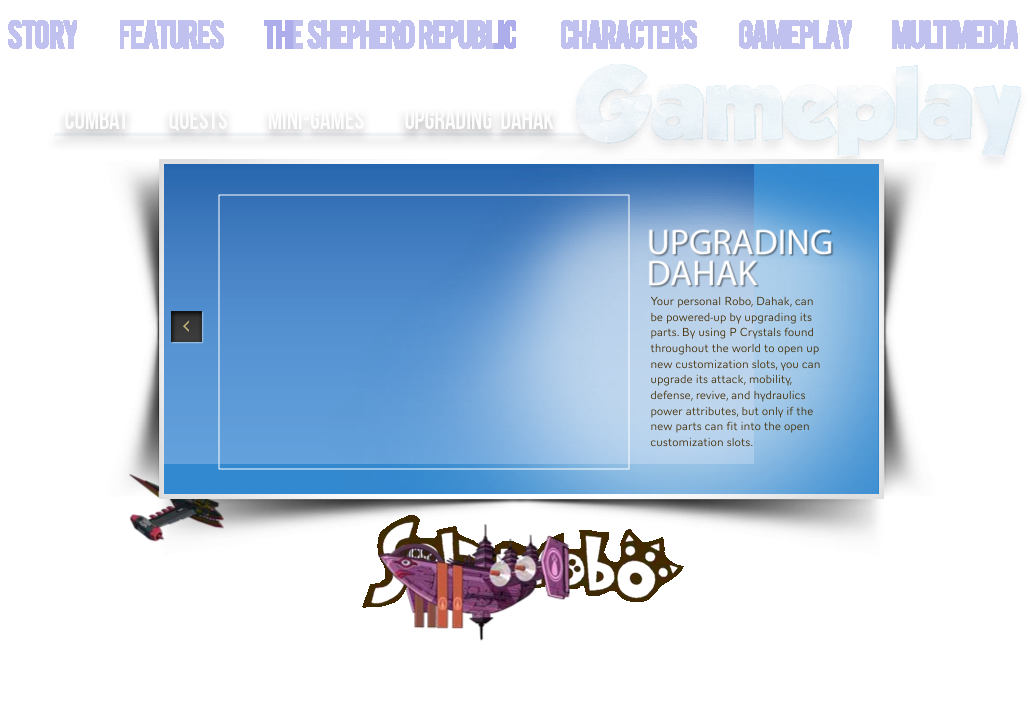 STORY FEATURES THE SHEPHERD REPUBLIC CHARACTERS GAMEPLAY MULTIMEDIA
Gameplay
COMBAT QUESTS MINI-GAMES UPGRADING DAHAK
UPGRADING
DAHAK
Your personal Robo, Dahak, can
be powered-up by upgrading its
parts. By using P Crystals found
throughout the world to open up
new customization slots, you can
upgrade its attack, mobility,
defense, revive, and hydraulics
power attributes, but only if the
new parts can fit into the open
customization slots.